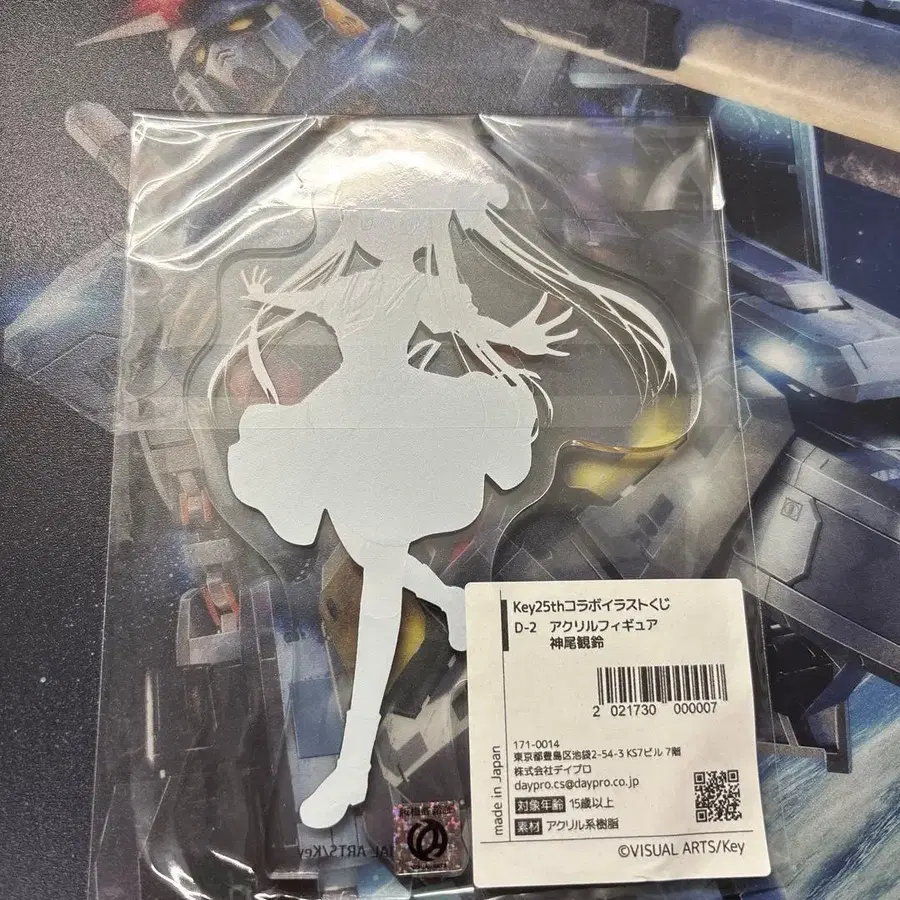 Key25thコラボイラストくじ
D-2 アクリルフィギュア
神尾観鈴
2 021730 000007
made in Japan
171-0014
東京都豊島区池袋2-54-3 KS7ビル 7階
株式会社デイプロ
daypro.cs@daypro.co.jp
対象年齢 15歳以上
素材 アクリル系樹脂
©VISUAL ARTS/Key